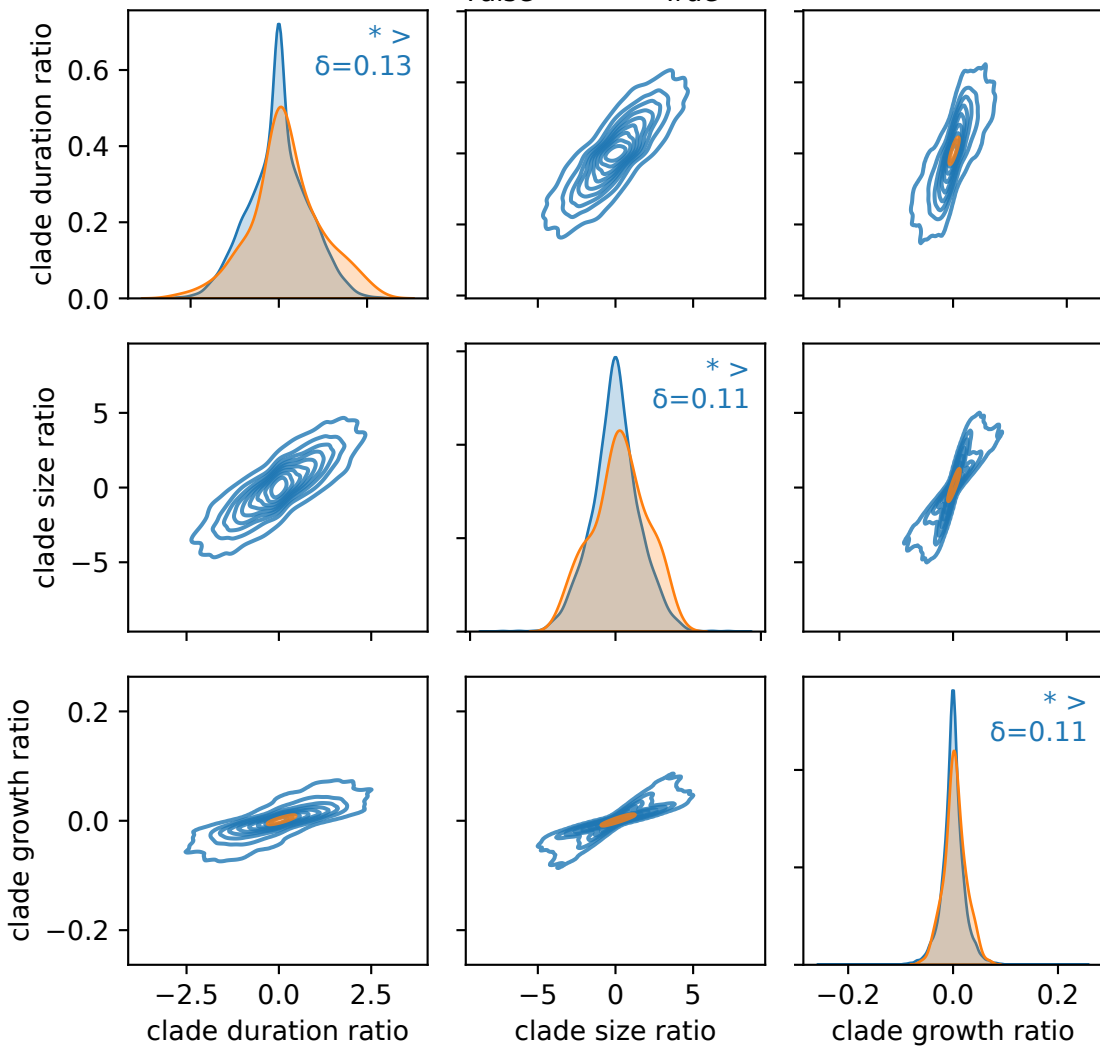 clade duration ratio
0.6
0.4
0.2
0.0
* >
δ=0.13
clade size ratio
5
0
−5
* >
δ=0.11
clade growth ratio
0.2
0.0
−0.2
* >
δ=0.11
−2.5 0.0 2.5
−5 0 5
−0.2 0.0 0.2
clade duration ratio
clade size ratio
clade growth ratio